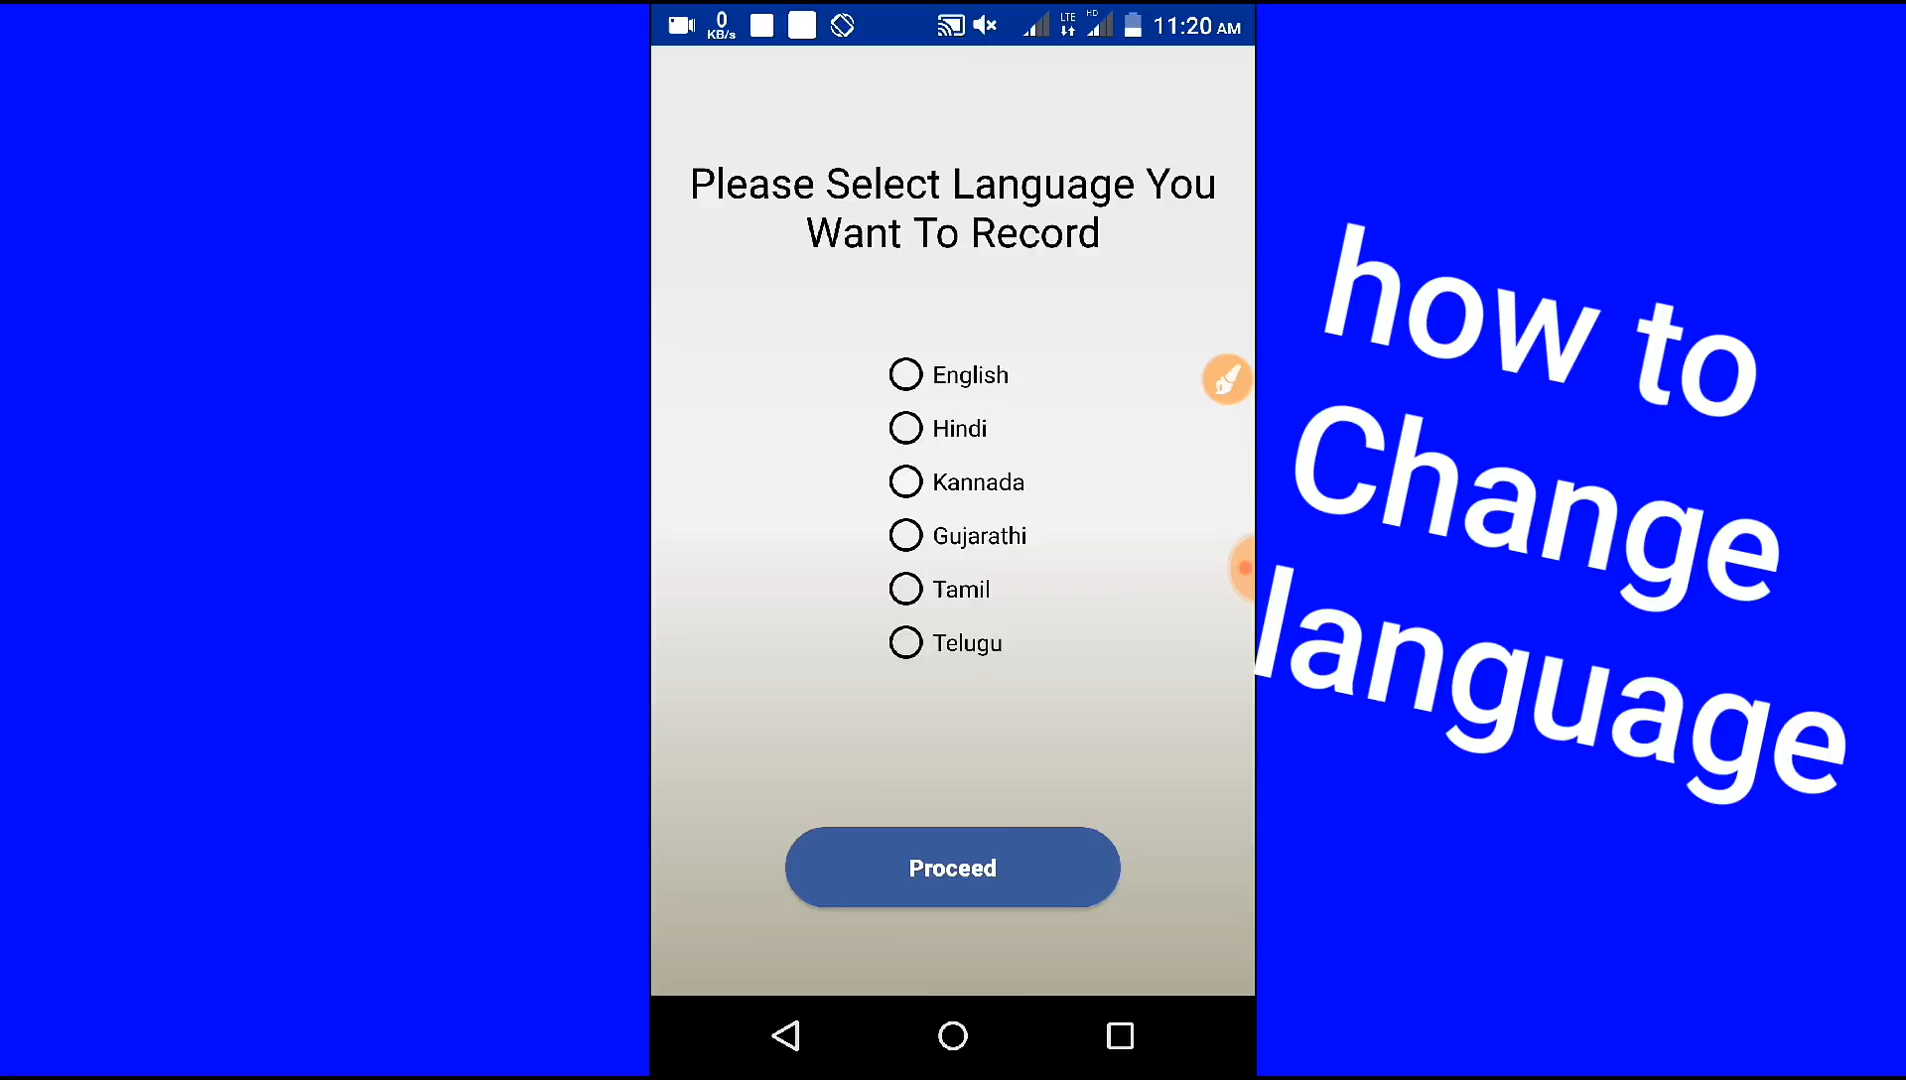 0
KB/s
LTE
HD
11:20 AM
Please Select Language You
Want To Record
English
Hindi
Kannada
Gujarathi
Tamil
Telugu
Proceed
how to
Change
language